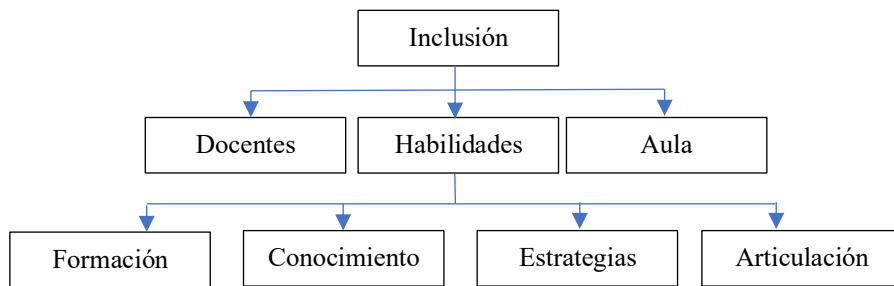 Inclusión
Docentes
Habilidades
Aula
Formación
Conocimiento
Estrategias
Articulación